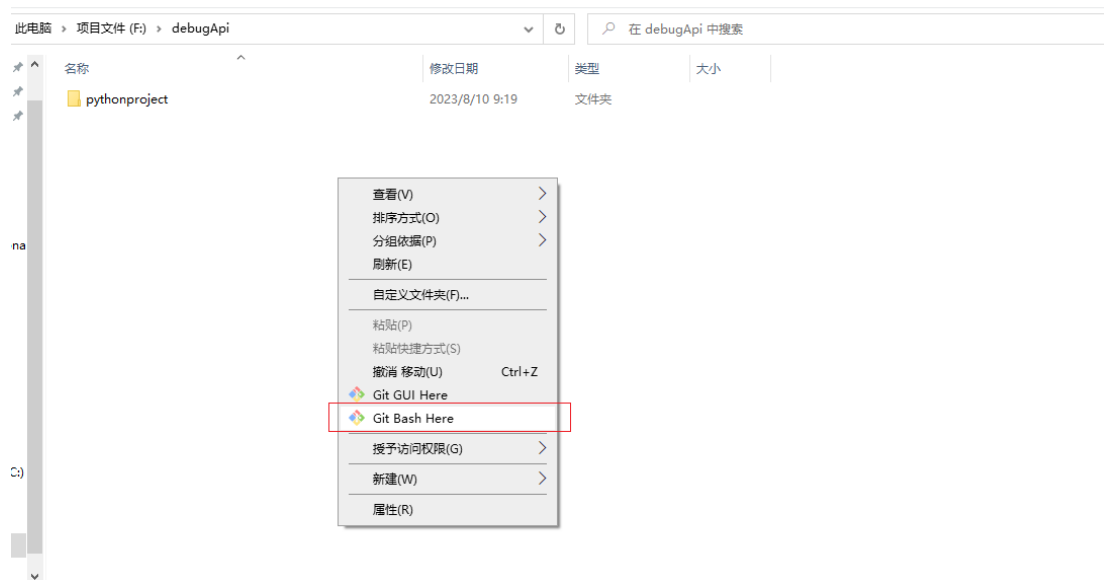 此电脑 > 项目文件 (F:) > debugApi
在 debugApi 中搜索
名称 修改日期 类型 大小
pythonproject 2023/8/10 9:19 文件夹
查看(V)
排序方式(O)
分组依据(P)
na
刷新(E)
自定义文件夹(F)...
粘贴(P)
粘贴快捷方式(S)
撤消 移动(U) Ctrl+Z
Git GUI Here
Git Bash Here
授予访问权限(G)
C:)
新建(W)
属性(R)